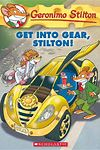 Geronimo Stilton
GET INTO GEAR,
STILTON!
SCHOLASTIC